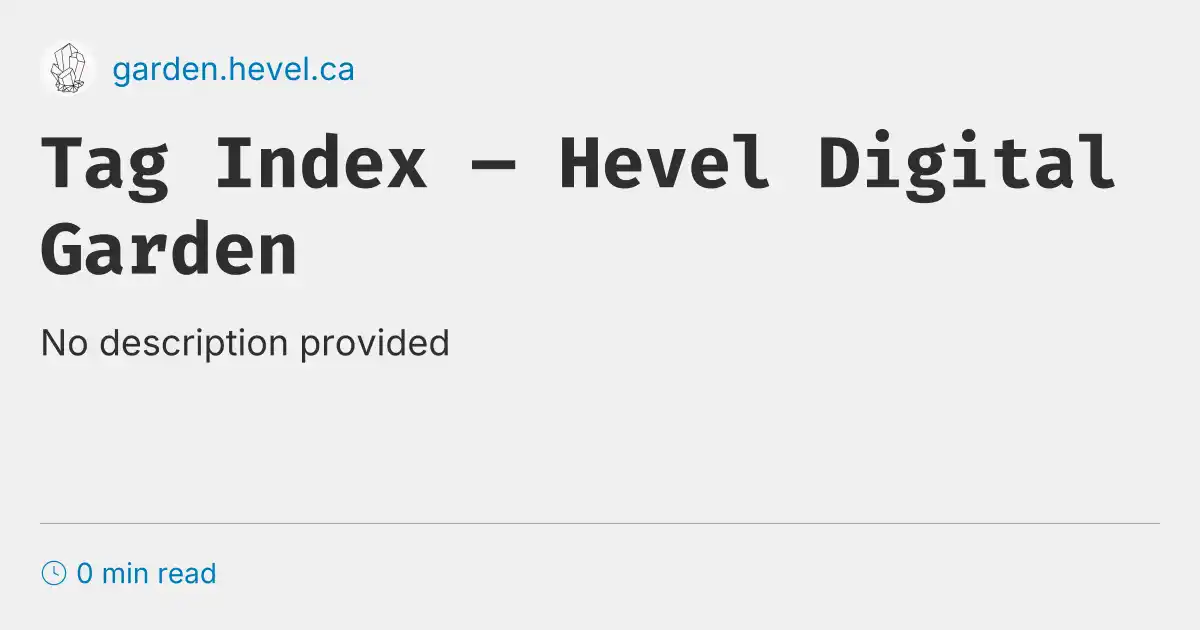 garden.hevel.ca
Tag Index — Hevel Digital
Garden
No description provided
0 min read